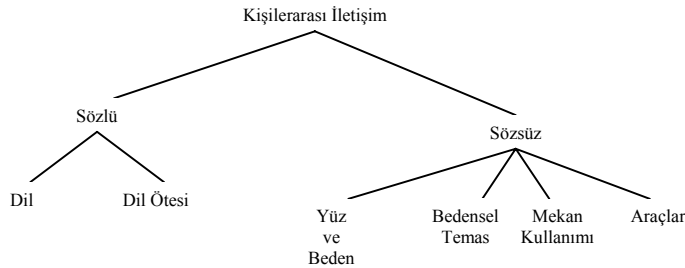 Kişilerarası İletişim
Sözlü
Sözsüz
Dil
Dil Ötesi
Yüz
ve
Beden
Bedensel
Temas
Mekan
Kullanımı
Araçlar